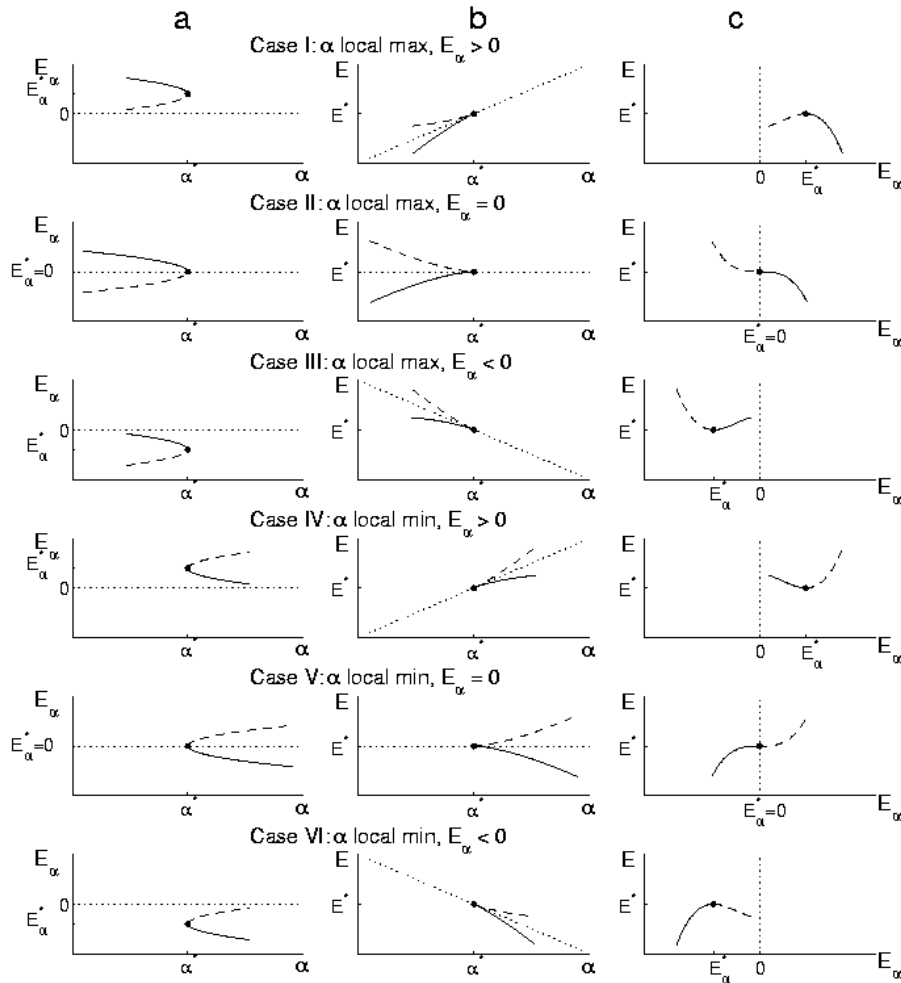 a b c
Case I: α local max, E_α > 0
E_α E E
E*_α E*
0
α* α α* α 0 E*_α E_α
Case II: α local max, E_α = 0
E_α E E
E*_α=0 E* E*
α* α α* α E*_α=0 E_α
Case III: α local max, E_α < 0
E_α E E
0 E* E*
E*_α
α* α α* α E*_α 0 E_α
Case IV: α local min, E_α > 0
E_α E E
E*_α E* E*
0
α* α α* α 0 E*_α E_α
Case V: α local min, E_α = 0
E_α E E
E*_α=0 E* E*
α* α α* α E*_α=0 E_α
Case VI: α local min, E_α < 0
E_α E E
0 E* E*
E*_α
α* α α* α E*_α 0 E_α